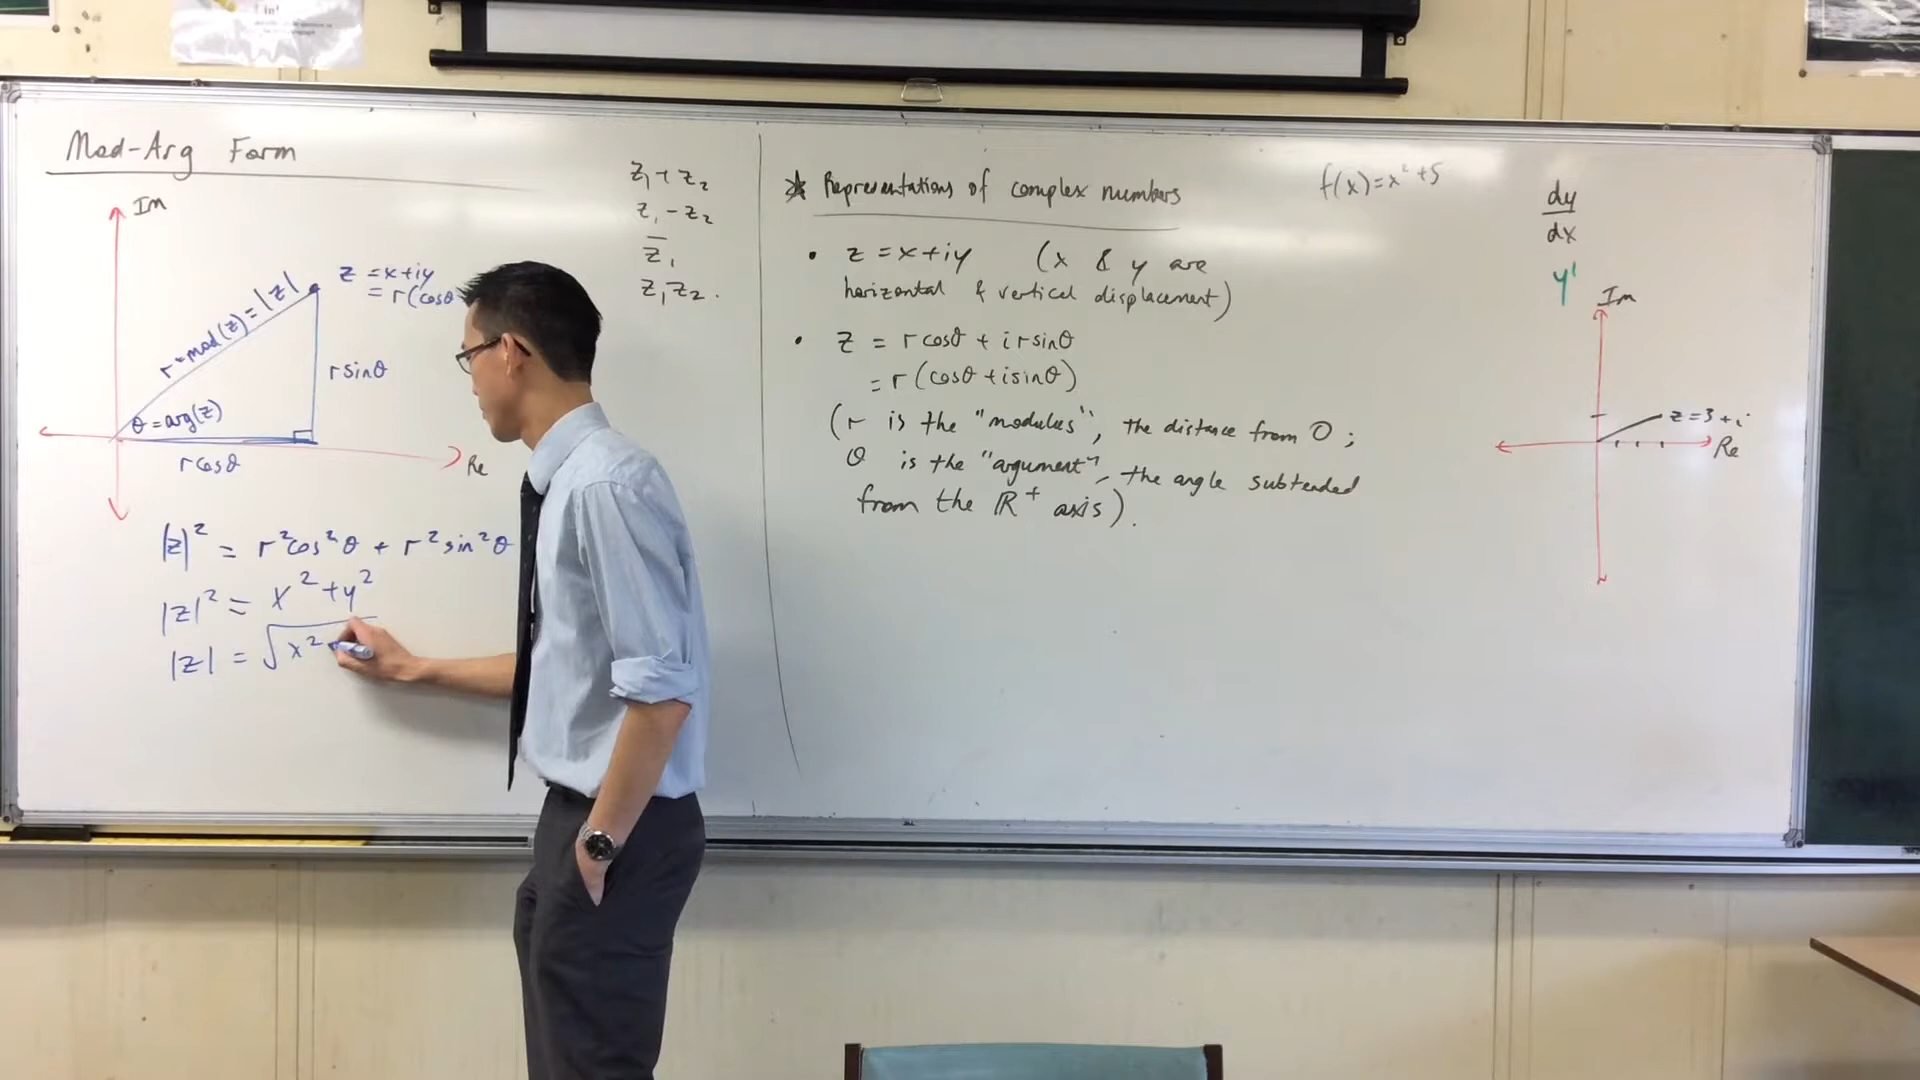 Mod-Arg Form
Im
z = x+iy
= r(cosθ
r=mod(z)=|z|
r sinθ
θ = arg(z)
r cosθ
Re
|z|² = r²cos²θ + r²sin²θ
|z|² = x² + y²
|z| = √x²
z₁ + z₂
z₁ - z₂
z̅₁
z₁z₂.
★ Representations of complex numbers
• z = x+iy (x & y are
horizontal & vertical displacement)
• z = r cosθ + i r sinθ
= r(cosθ + i sinθ)
(r is the "modulus", the distance from O;
θ is the "argument", the angle subtended
from the ℝ⁺ axis).
f(x) = x² + 5
dy
dx
y'
Im
z = 3 + i
Re